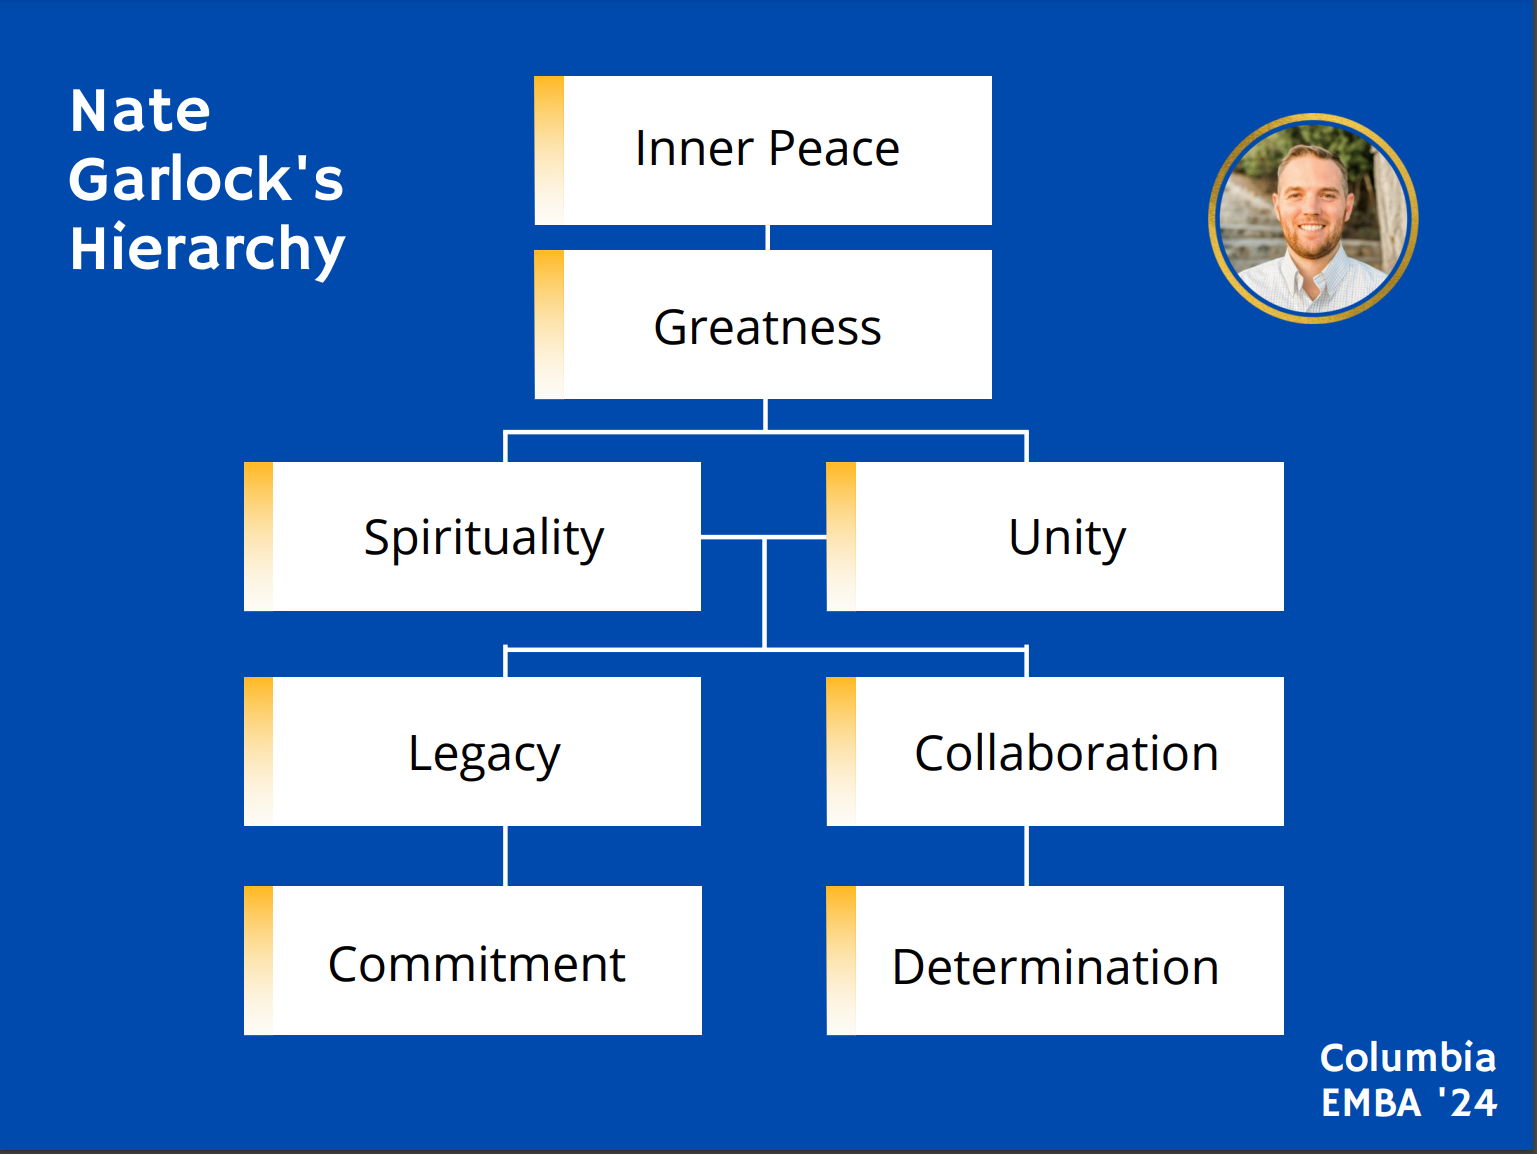 Nate
Garlock's
Hierarchy
Inner Peace
Greatness
Spirituality
Unity
Legacy
Collaboration
Commitment
Determination
Columbia
EMBA '24